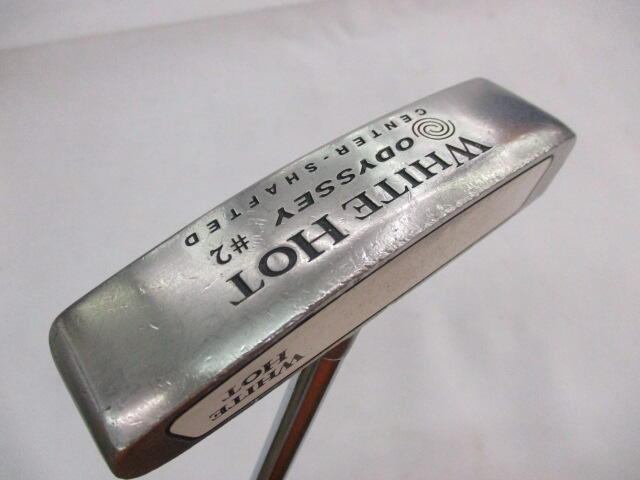 WHITE HOT
ODYSSEY #2
CENTER-SHAFTED
WHITE
HOT